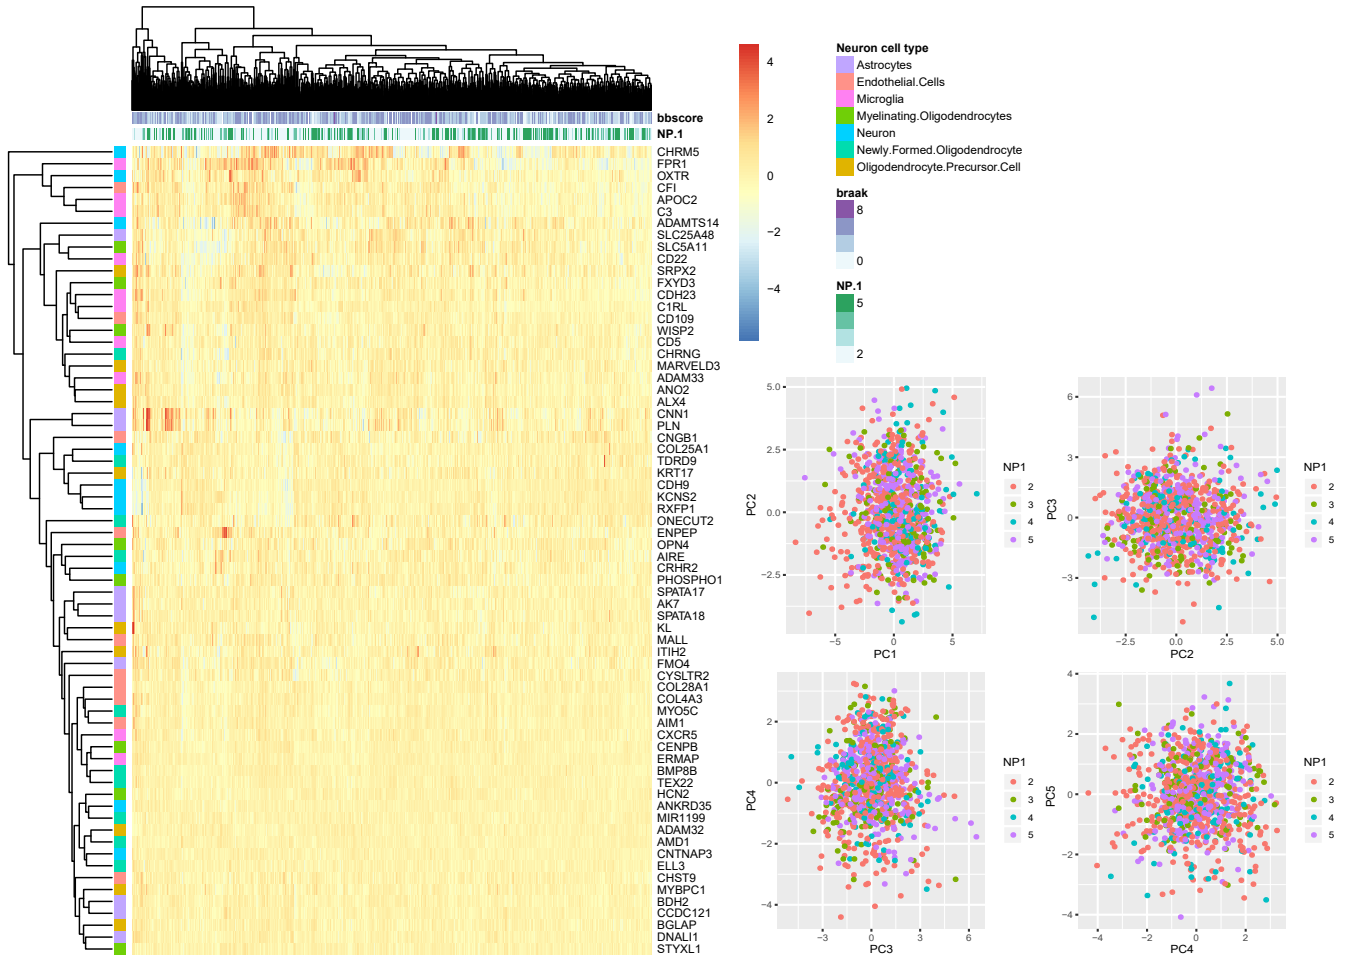 bbscore
NP.1
CHRM5
FPR1
OXTR
CFI
APOC2
C3
ADAMTS14
SLC25A48
SLC5A11
CD22
SRPX2
FXYD3
CDH23
C1RL
CD109
WISP2
CD5
CHRNG
MARVELD3
ADAM33
ANO2
ALX4
CNN1
PLN
CNGB1
COL25A1
TDRD9
KRT17
CDH9
KCNS2
RXFP1
ONECUT2
ENPEP
OPN4
AIRE
CRHR2
PHOSPHO1
SPATA17
AK7
SPATA18
KL
MALL
ITIH2
FMO4
CYSLTR2
COL28A1
COL4A3
MYO5C
AIM1
CXCR5
CENPB
ERMAP
BMP8B
TEX22
HCN2
ANKRD35
MIR1199
ADAM32
AMD1
CNTNAP3
ELL3
CHST9
MYBPC1
BDH2
CCDC121
BGLAP
DNALI1
STYXL1
4
2
0
−2
−4
Neuron cell type
Astrocytes
Endothelial.Cells
Microglia
Myelinating.Oligodendrocytes
Neuron
Newly.Formed.Oligodendrocyte
Oligodendrocyte.Precursor.Cell
braak
8
0
NP.1
5
2
5.0
2.5
0.0
−2.5
PC2
−5
0
5
PC1
NP1
2
3
4
5
6
3
0
−3
PC3
−2.5
0.0
2.5
5.0
PC2
NP1
2
3
4
5
2
0
−2
−4
PC4
−3
0
3
6
PC3
NP1
2
3
4
5
4
2
0
−2
−4
PC5
−4
−2
0
2
PC4
NP1
2
3
4
5